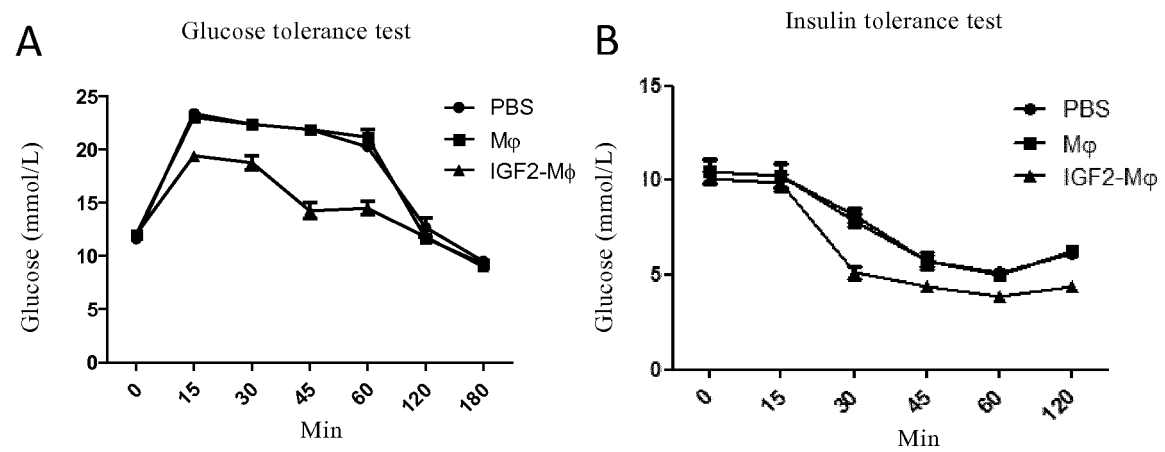 A
Glucose tolerance test
25
20
15
10
5
0
Glucose (mmol/L)
PBS
Mφ
IGF2-Mϕ
0 15 30 45 60 120 180
Min
B
Insulin tolerance test
15
10
5
0
Glucose (mmol/L)
PBS
Mφ
IGF2-Mφ
0 15 30 45 60 120
Min